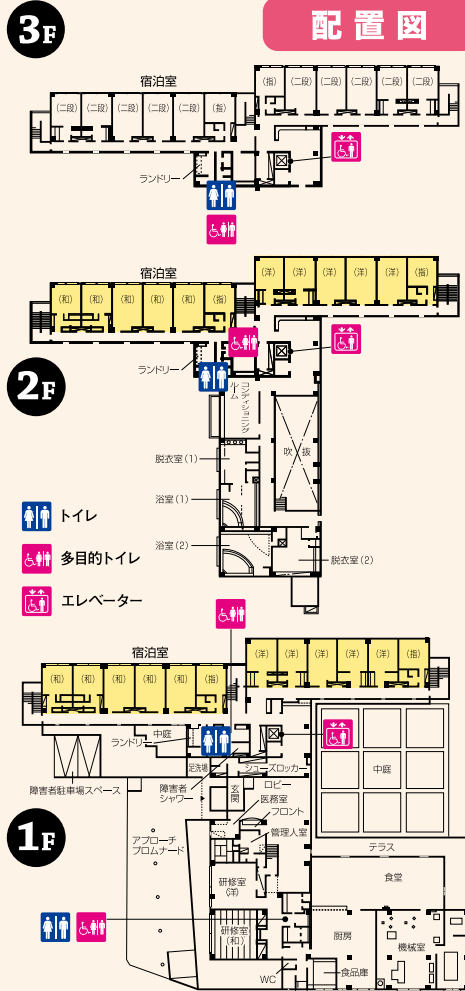 配置図
3F
宿泊室
(二段) (二段) (二段) (二段) (二段) (指)
(指) (二段) (二段) (二段) (二段) (二段)
ランドリー
2F
宿泊室
(和) (和) (和) (和) (和) (指)
(洋) (洋) (洋) (洋) (洋) (指)
ランドリー
コンディショニング
ルーム
吹抜
脱衣室(1)
浴室(1)
浴室(2)
脱衣室(2)
トイレ
多目的トイレ
エレベーター
1F
宿泊室
(和) (和) (和) (和) (和) (指)
(洋) (洋) (洋) (洋) (洋) (指)
中庭
ランドリー
足洗場
シューズロッカー
障害者駐車場スペース
障害者
シャワー
玄関
ロビー
医務室
フロント
管理人室
中庭
アプローチ
プロムナード
テラス
食堂
研修室
(洋)
研修室
(和)
厨房
機械室
WC
食品庫